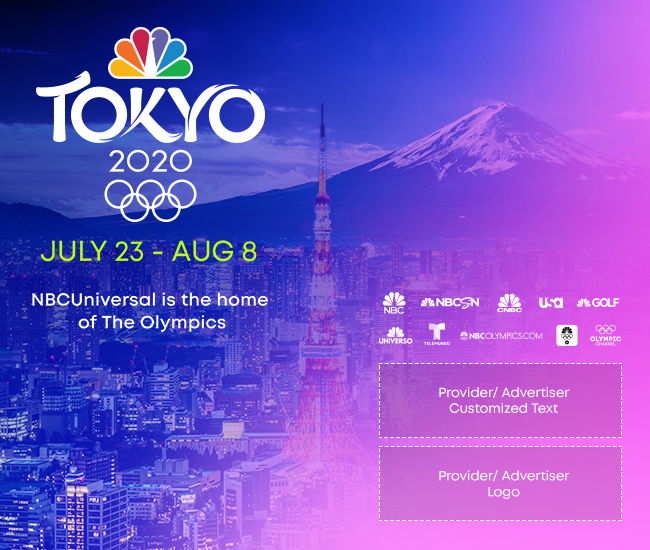 TOKYO
2020
JULY 23 - AUG 8
NBCUniversal is the home
of The Olympics
NBC NBCSN CNBC USA GOLF
UNIVERSO TELEMUNDO NBCOLYMPICS.COM OLYMPIC
CHANNEL
Provider/ Advertiser
Customized Text
Provider/ Advertiser
Logo